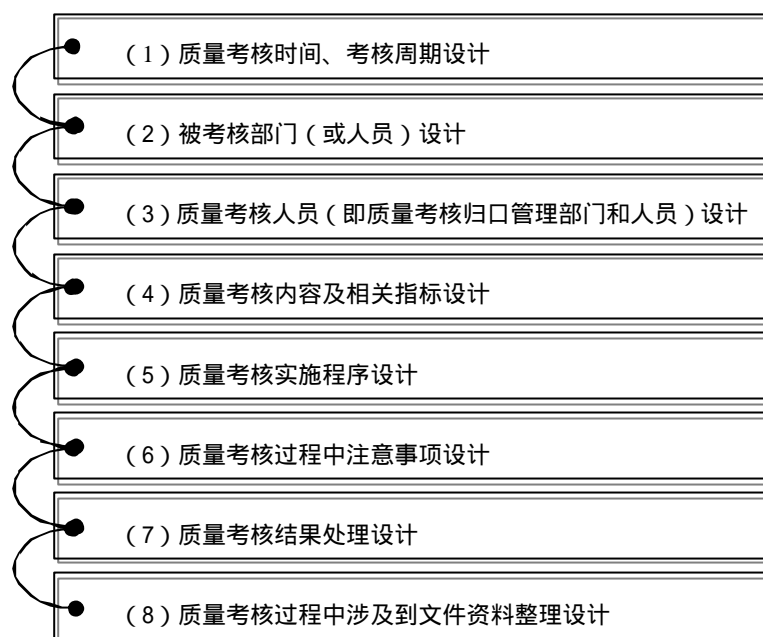 （1）质量考核时间、考核周期设计
（2）被考核部门（或人员）设计
（3）质量考核人员（即质量考核归口管理部门和人员）设计
（4）质量考核内容及相关指标设计
（5）质量考核实施程序设计
（6）质量考核过程中注意事项设计
（7）质量考核结果处理设计
（8）质量考核过程中涉及到文件资料整理设计